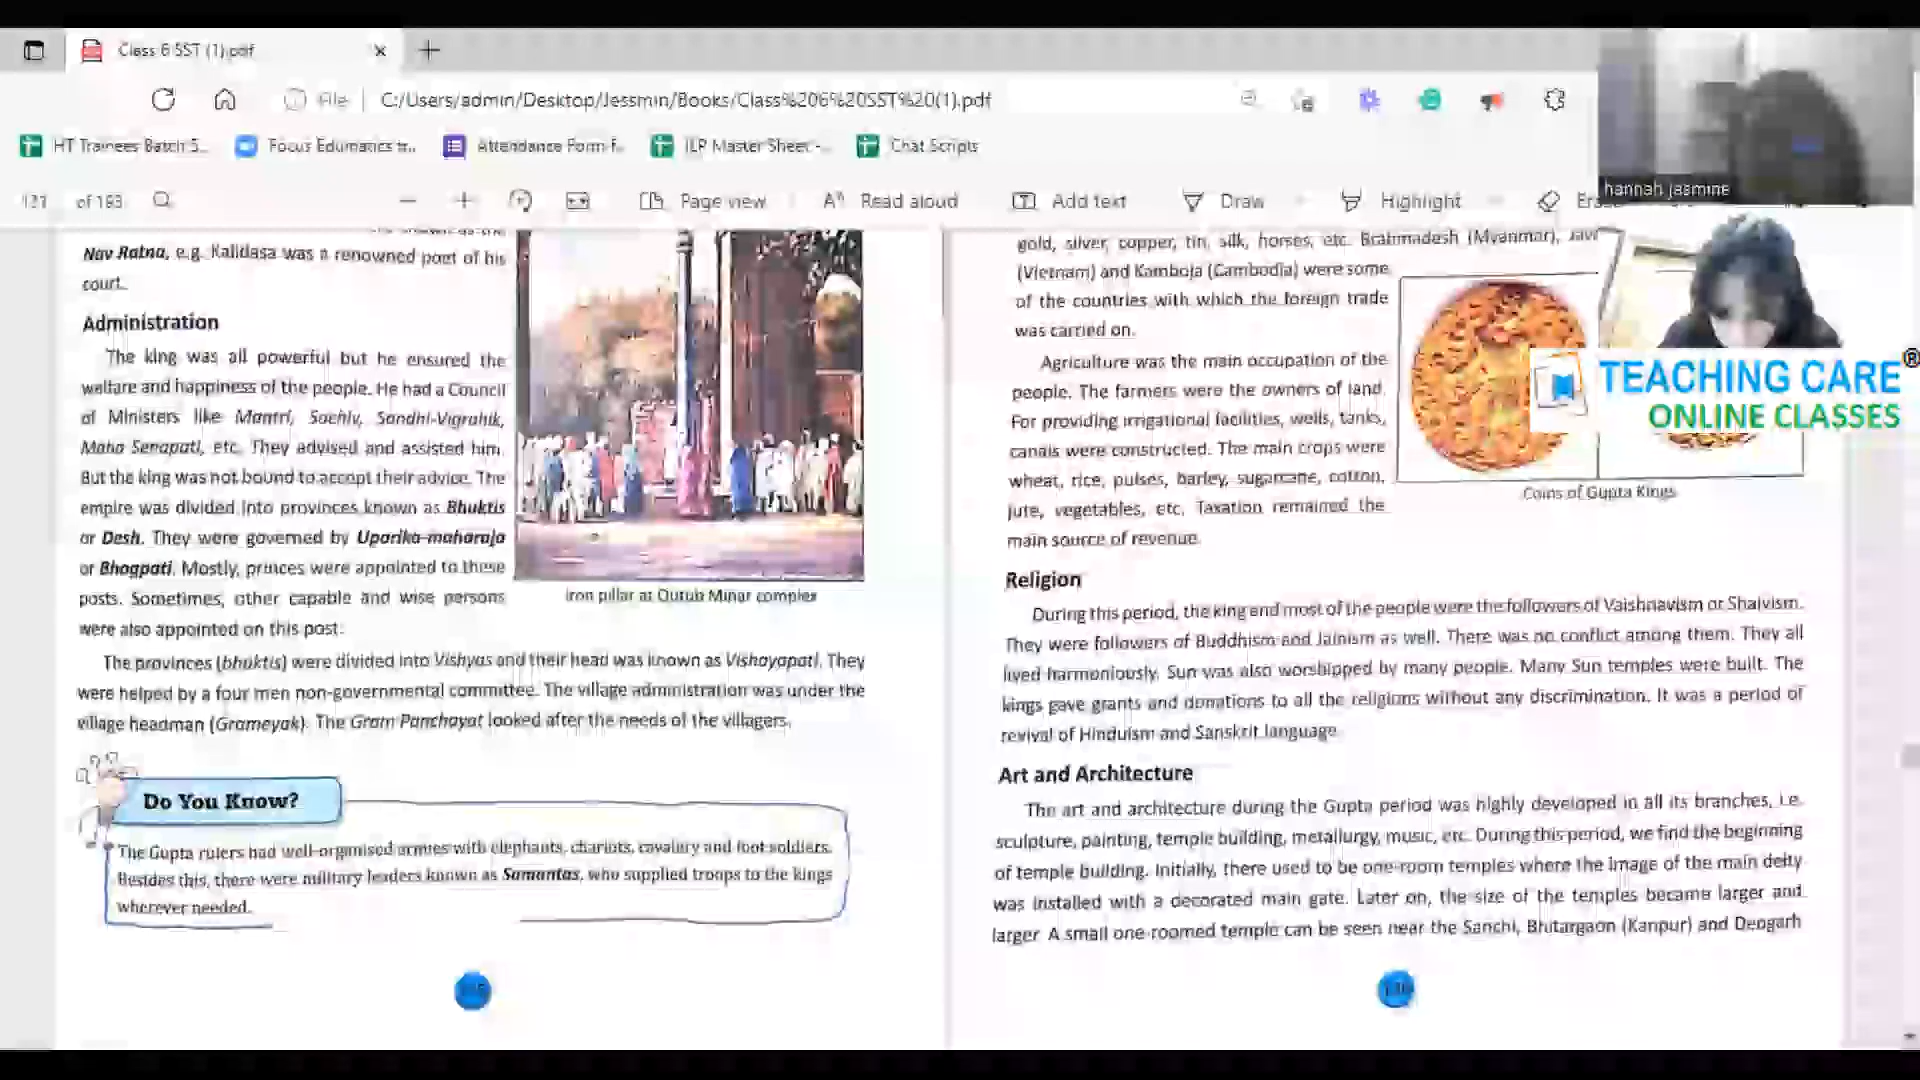 Class 6 SST (1).pdf
File
C:/Users/admin/Desktop/Jessmin/Books/Class%206%20SST%20(1).pdf
HT Trainees Batch 5...
Focus Edumatics tr...
Attendance Form F...
ILP Master Sheet -...
Chat Scripts
131 of 193
Page view
Read aloud
Add text
Draw
Highlight
hannah jasmine
TEACHING CARE®
ONLINE CLASSES
Nav Ratna, e.g. Kalidasa was a renowned poet of his
court.
Administration
The king was all powerful but he ensured the
welfare and happiness of the people. He had a Council
of Ministers like Mantri, Sachiv, Sandhi-Vigrahik,
Maha Senapati, etc. They advised and assisted him.
But the king was not bound to accept their advice. The
empire was divided into provinces known as Bhuktis
or Desh. They were governed by Uparika-maharaja
or Bhogpati. Mostly, princes were appointed to these
posts. Sometimes, other capable and wise persons
were also appointed on this post.
Iron pillar at Qutub Minar complex
The provinces (bhuktis) were divided into Vishyas and their head was known as Vishayapati. They
were helped by a four men non-governmental committee. The village administration was under the
village headman (Grameyak). The Gram Panchayat looked after the needs of the villagers.
Do You Know?
The Gupta rulers had well-organised armies with elephants, chariots, cavalary and foot soldiers.
Besides this, there were military leaders known as Samantas, who supplied troops to the kings
wherever needed.
gold, silver, copper, tin, silk, horses, etc. Brahmadesh (Myanmar), Jav
(Vietnam) and Kamboja (Cambodia) were some
of the countries with which the foreign trade
was carried on.
Agriculture was the main occupation of the
people. The farmers were the owners of land.
For providing irrigational facilities, wells, tanks,
canals were constructed. The main crops were
wheat, rice, pulses, barley, sugarcane, cotton,
jute, vegetables, etc. Taxation remained the
main source of revenue.
Coins of Gupta Kings
Religion
During this period, the king and most of the people were the followers of Vaishnavism or Shaivism.
They were followers of Buddhism and Jainism as well. There was no conflict among them. They all
lived harmoniously. Sun was also worshipped by many people. Many Sun temples were built. The
kings gave grants and donations to all the religions without any discrimination. It was a period of
revival of Hinduism and Sanskrit language.
Art and Architecture
The art and architecture during the Gupta period was highly developed in all its branches, i.e.
sculpture, painting, temple building, metallurgy, music, etc. During this period, we find the beginning
of temple building. Initially, there used to be one-room temples where the image of the main deity
was installed with a decorated main gate. Later on, the size of the temples became larger and
larger. A small one roomed temple can be seen near the Sanchi, Bhitargaon (Kanpur) and Deogarh